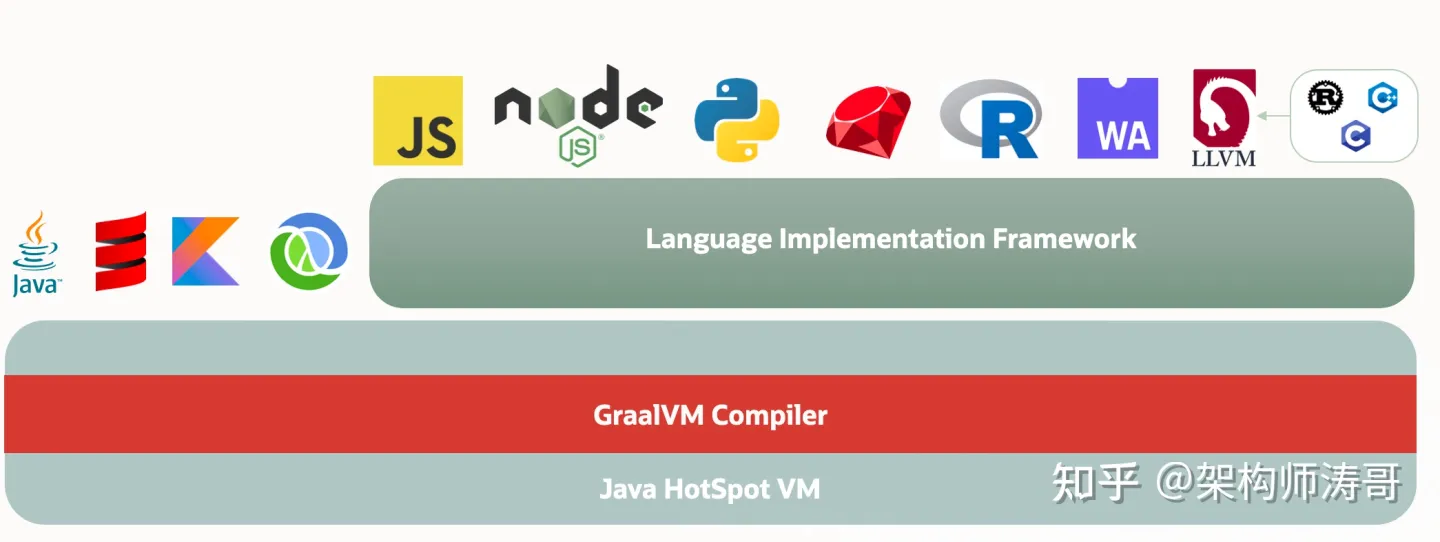 JS
node
JS
R
WA
LLVM
R
C++
C
Java™
Language Implementation Framework
GraalVM Compiler
Java HotSpot VM
知乎 @架构师涛哥